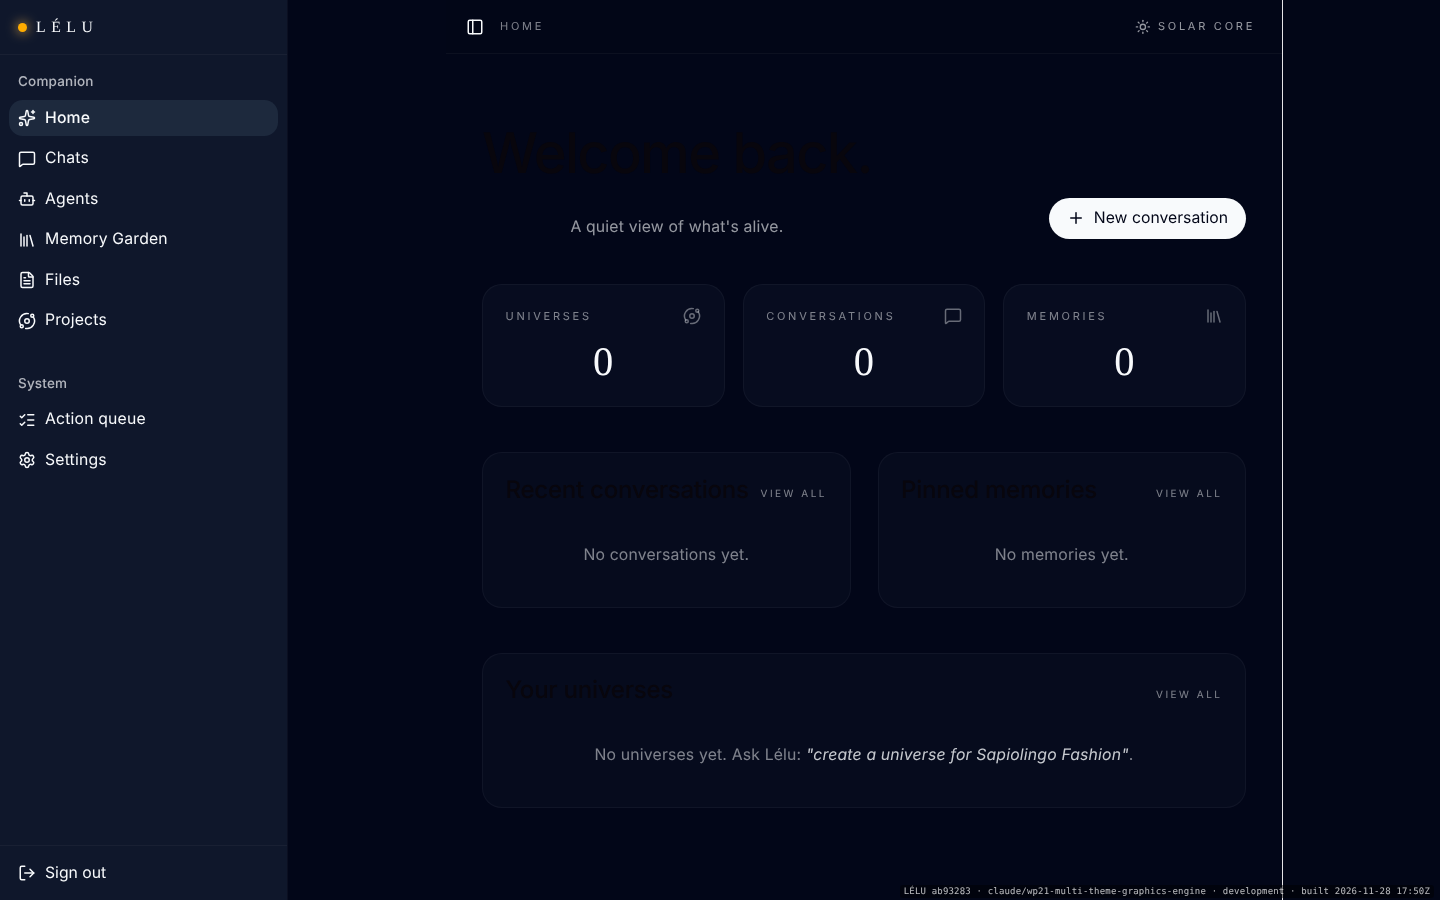 LÉLU
Companion
Home
Chats
Agents
Memory Garden
Files
Projects
System
Action queue
Settings
Sign out
HOME
SOLAR CORE
Welcome back.
A quiet view of what's alive.
New conversation
UNIVERSES
0
CONVERSATIONS
0
MEMORIES
0
Recent conversations VIEW ALL
No conversations yet.
Pinned memories VIEW ALL
No memories yet.
Your universes VIEW ALL
No universes yet. Ask Lélu: "create a universe for Sapiolingo Fashion".
LÉLU ab93283 · claude/wp21-multi-theme-graphics-engine · development · built 2026-11-28 17:50Z